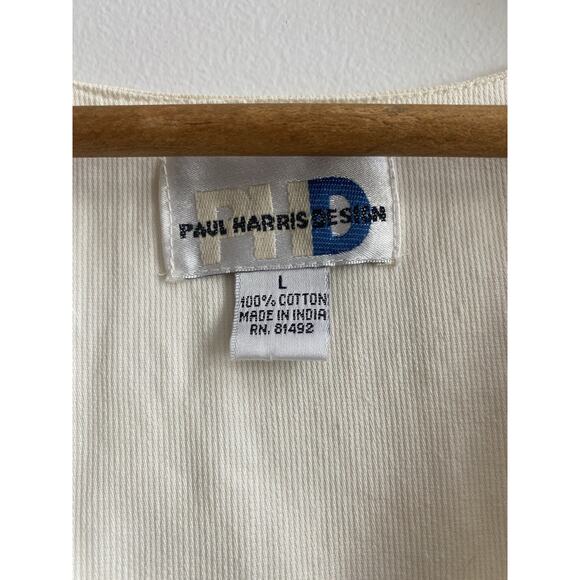 PHD
PAUL HARRIS DESIGN
L
100% COTTON
MADE IN INDIA
RN. 81492